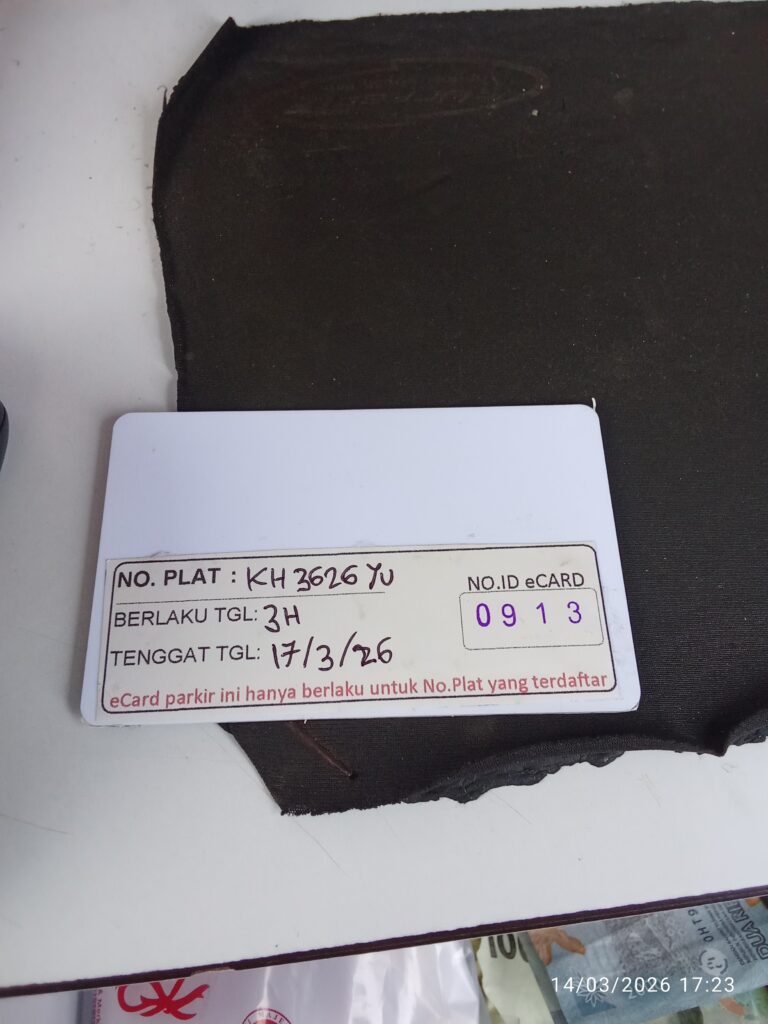 NO. PLAT : KH 3626 YU
NO.ID eCARD
BERLAKU TGL: 3H
0913
TENGGAT TGL: 17/3/26
eCard parkir ini hanya berlaku untuk No.Plat yang terdaftar
14/03/2026 17:23